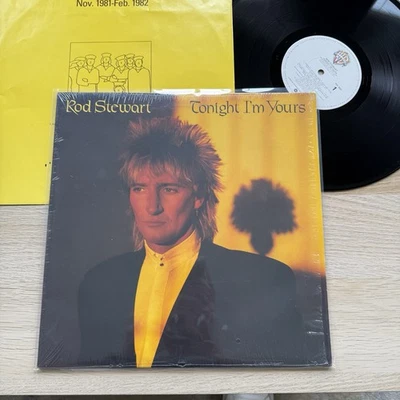 Nov. 1981-Feb. 1982
Rod Stewart
Tonight I'm Yours